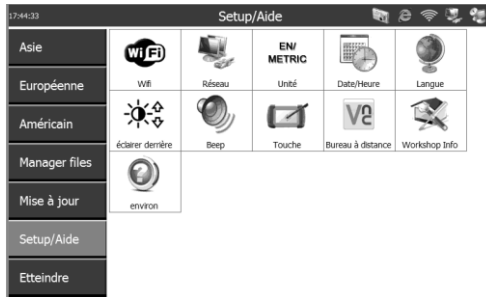 17:44:33
Setup/Aide
Asie
Européenne
Américain
Manager files
Mise à jour
Setup/Aide
Etteindre
WiFi
Wifi
Réseau
EN/
METRIC
Unité
Date/Heure
Langue
éclairer derrière
Beep
Touche
VNC
Bureau à distance
Workshop Info
?
environ